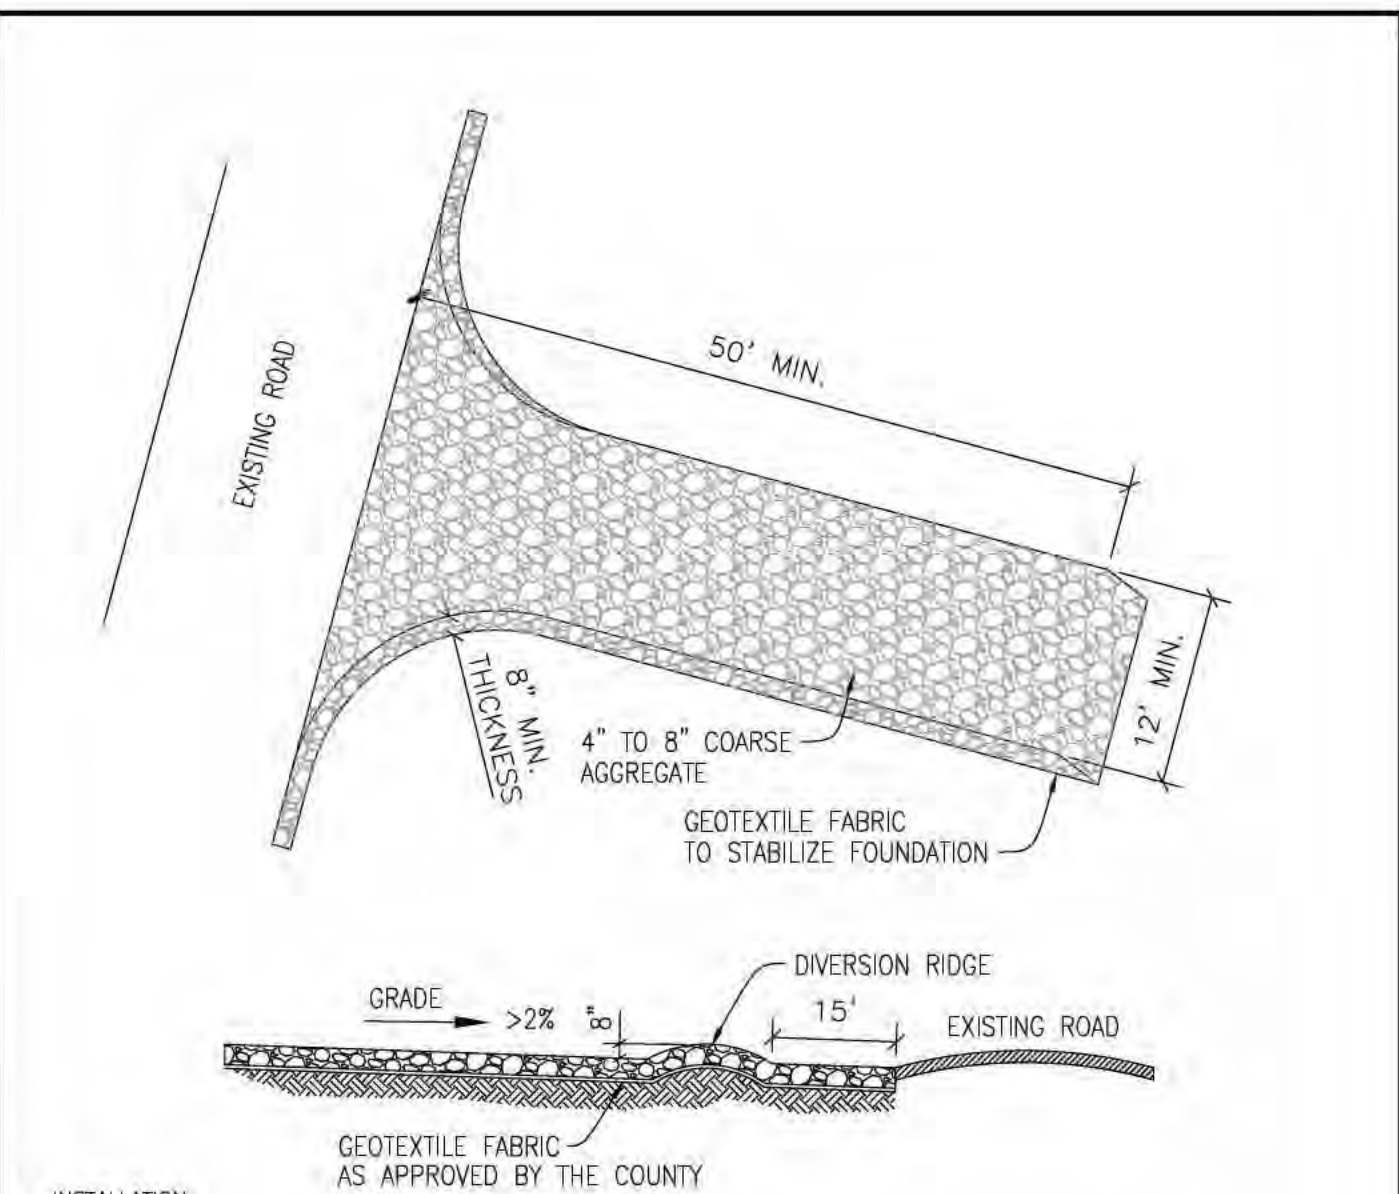 50' MIN.
EXISTING ROAD
12' MIN.
8" MIN.
THICKNESS
4" TO 8" COARSE
AGGREGATE
GEOTEXTILE FABRIC
TO STABILIZE FOUNDATION
DIVERSION RIDGE
GRADE
>2%
8"
15'
EXISTING ROAD
GEOTEXTILE FABRIC
AS APPROVED BY THE COUNTY